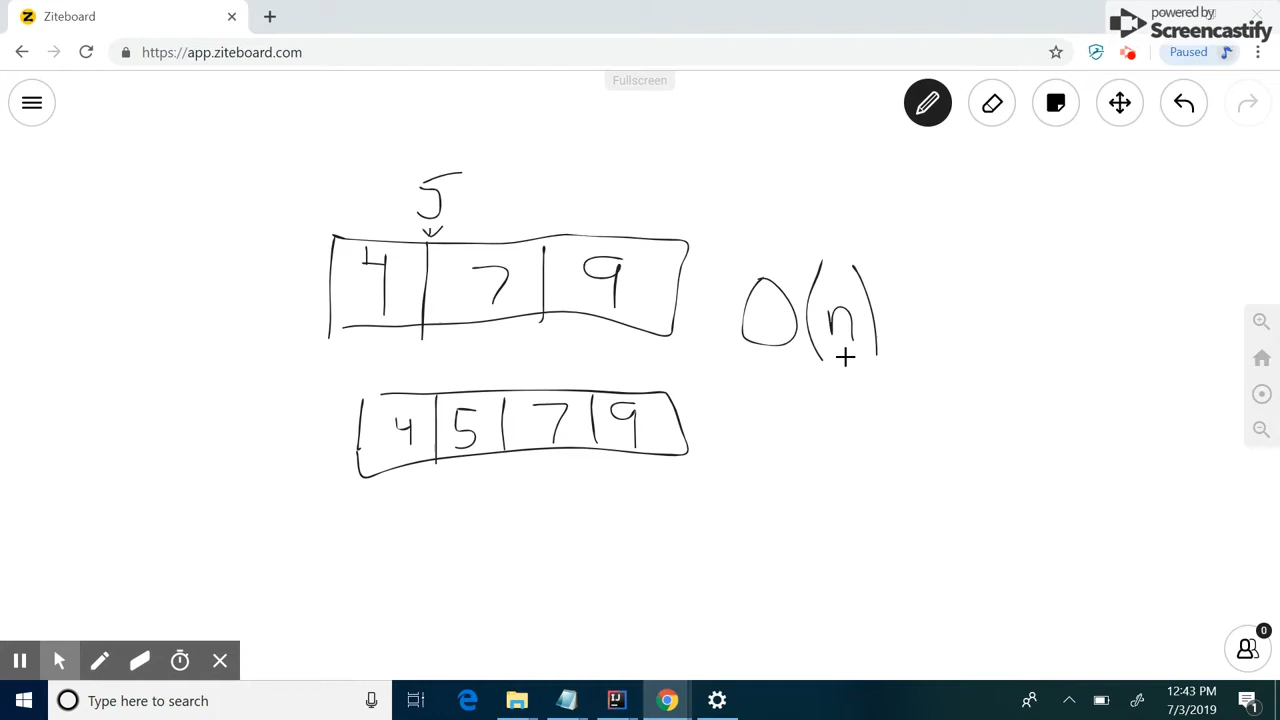 Ziteboard
powered by
Screencastify
https://app.ziteboard.com
Paused
Fullscreen
5
4 7 9
O(n)
4 5 7 9
0
Type here to search
12:43 PM
7/3/2019
1